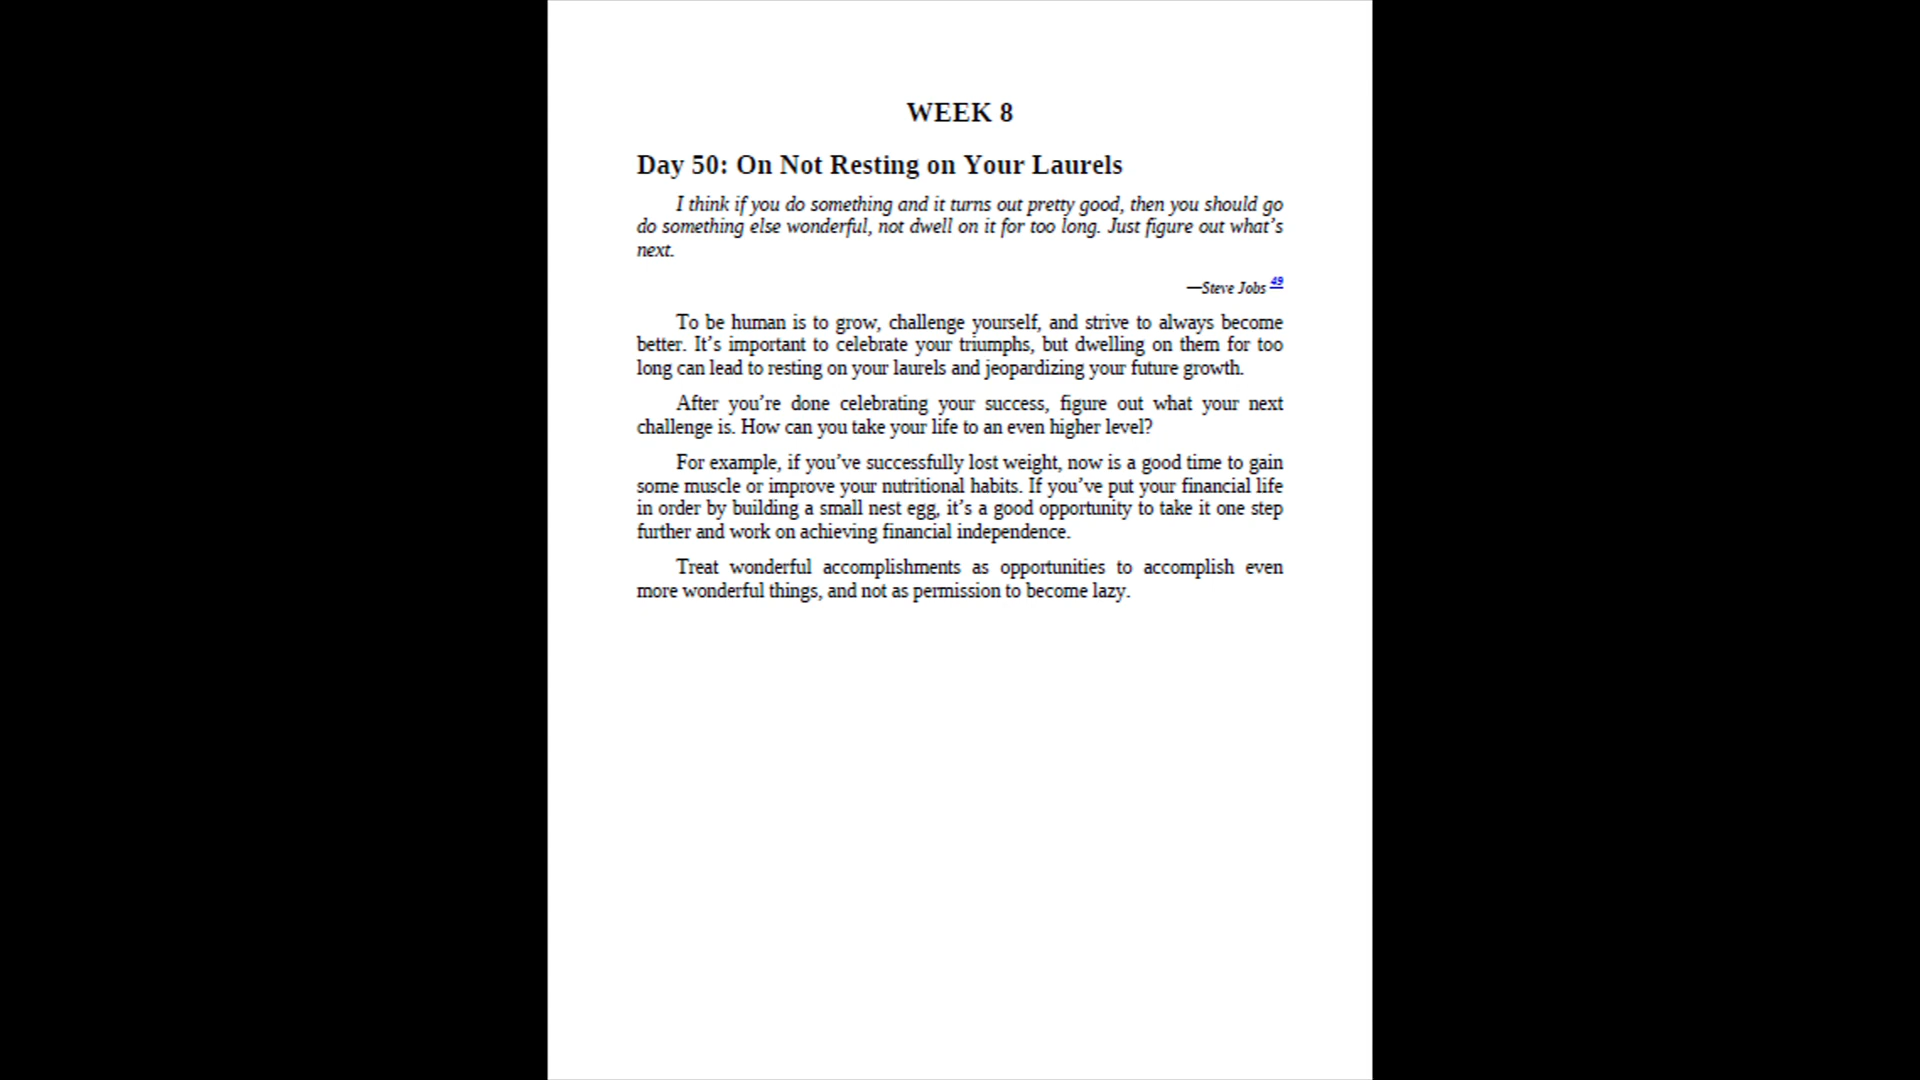 WEEK 8
Day 50: On Not Resting on Your Laurels
I think if you do something and it turns out pretty good, then you should go
do something else wonderful, not dwell on it for too long. Just figure out what’s
next.
—Steve Jobs 49
To be human is to grow, challenge yourself, and strive to always become
better. It’s important to celebrate your triumphs, but dwelling on them for too
long can lead to resting on your laurels and jeopardizing your future growth.
After you’re done celebrating your success, figure out what your next
challenge is. How can you take your life to an even higher level?
For example, if you’ve successfully lost weight, now is a good time to gain
some muscle or improve your nutritional habits. If you’ve put your financial life
in order by building a small nest egg, it’s a good opportunity to take it one step
further and work on achieving financial independence.
Treat wonderful accomplishments as opportunities to accomplish even
more wonderful things, and not as permission to become lazy.